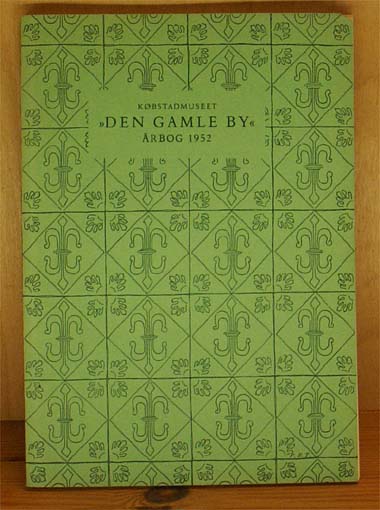 KØBSTADMUSEET
»DEN GAMLE BY«
ÅRBOG 1952